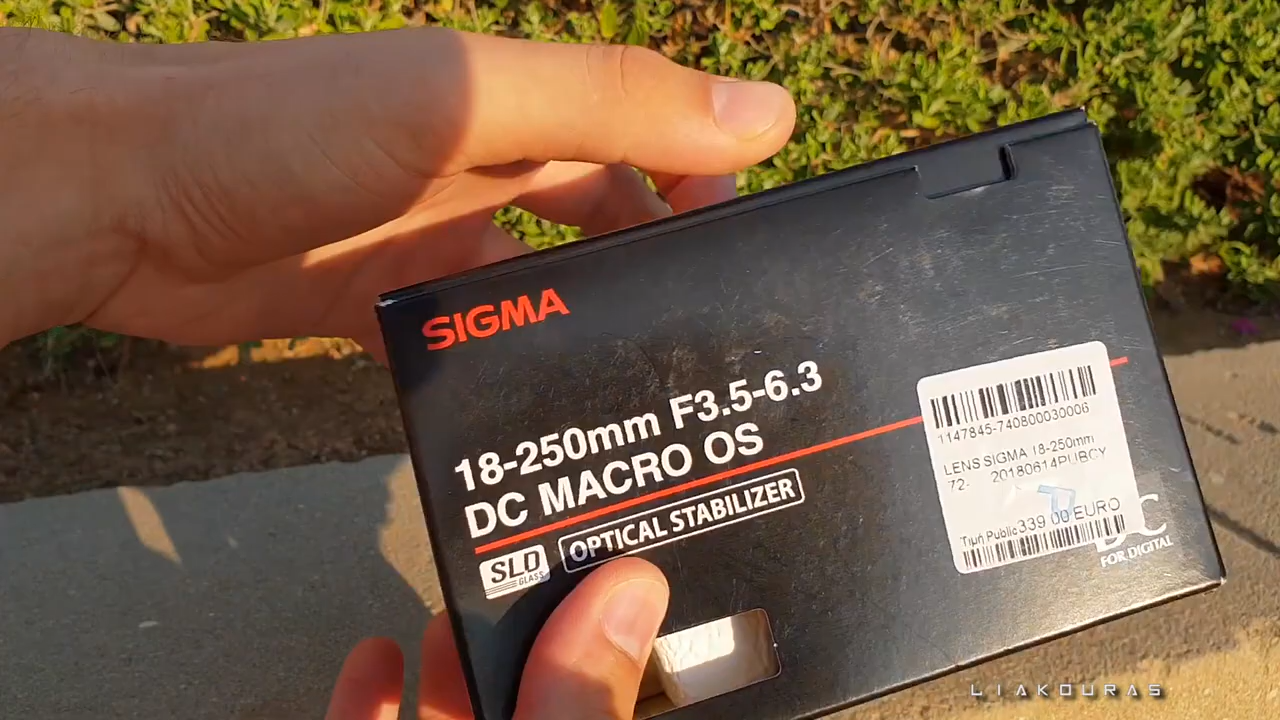 SIGMA
18-250mm F3.5-6.3
DC MACRO OS
SLD
GLASS
OPTICAL STABILIZER
1147845-740800030006
LENS SIGMA 18-250mm
72- 20180614PUBCY
Τιμή Public 339.00 EURO
DC
FOR DIGITAL
LIAKOURAS